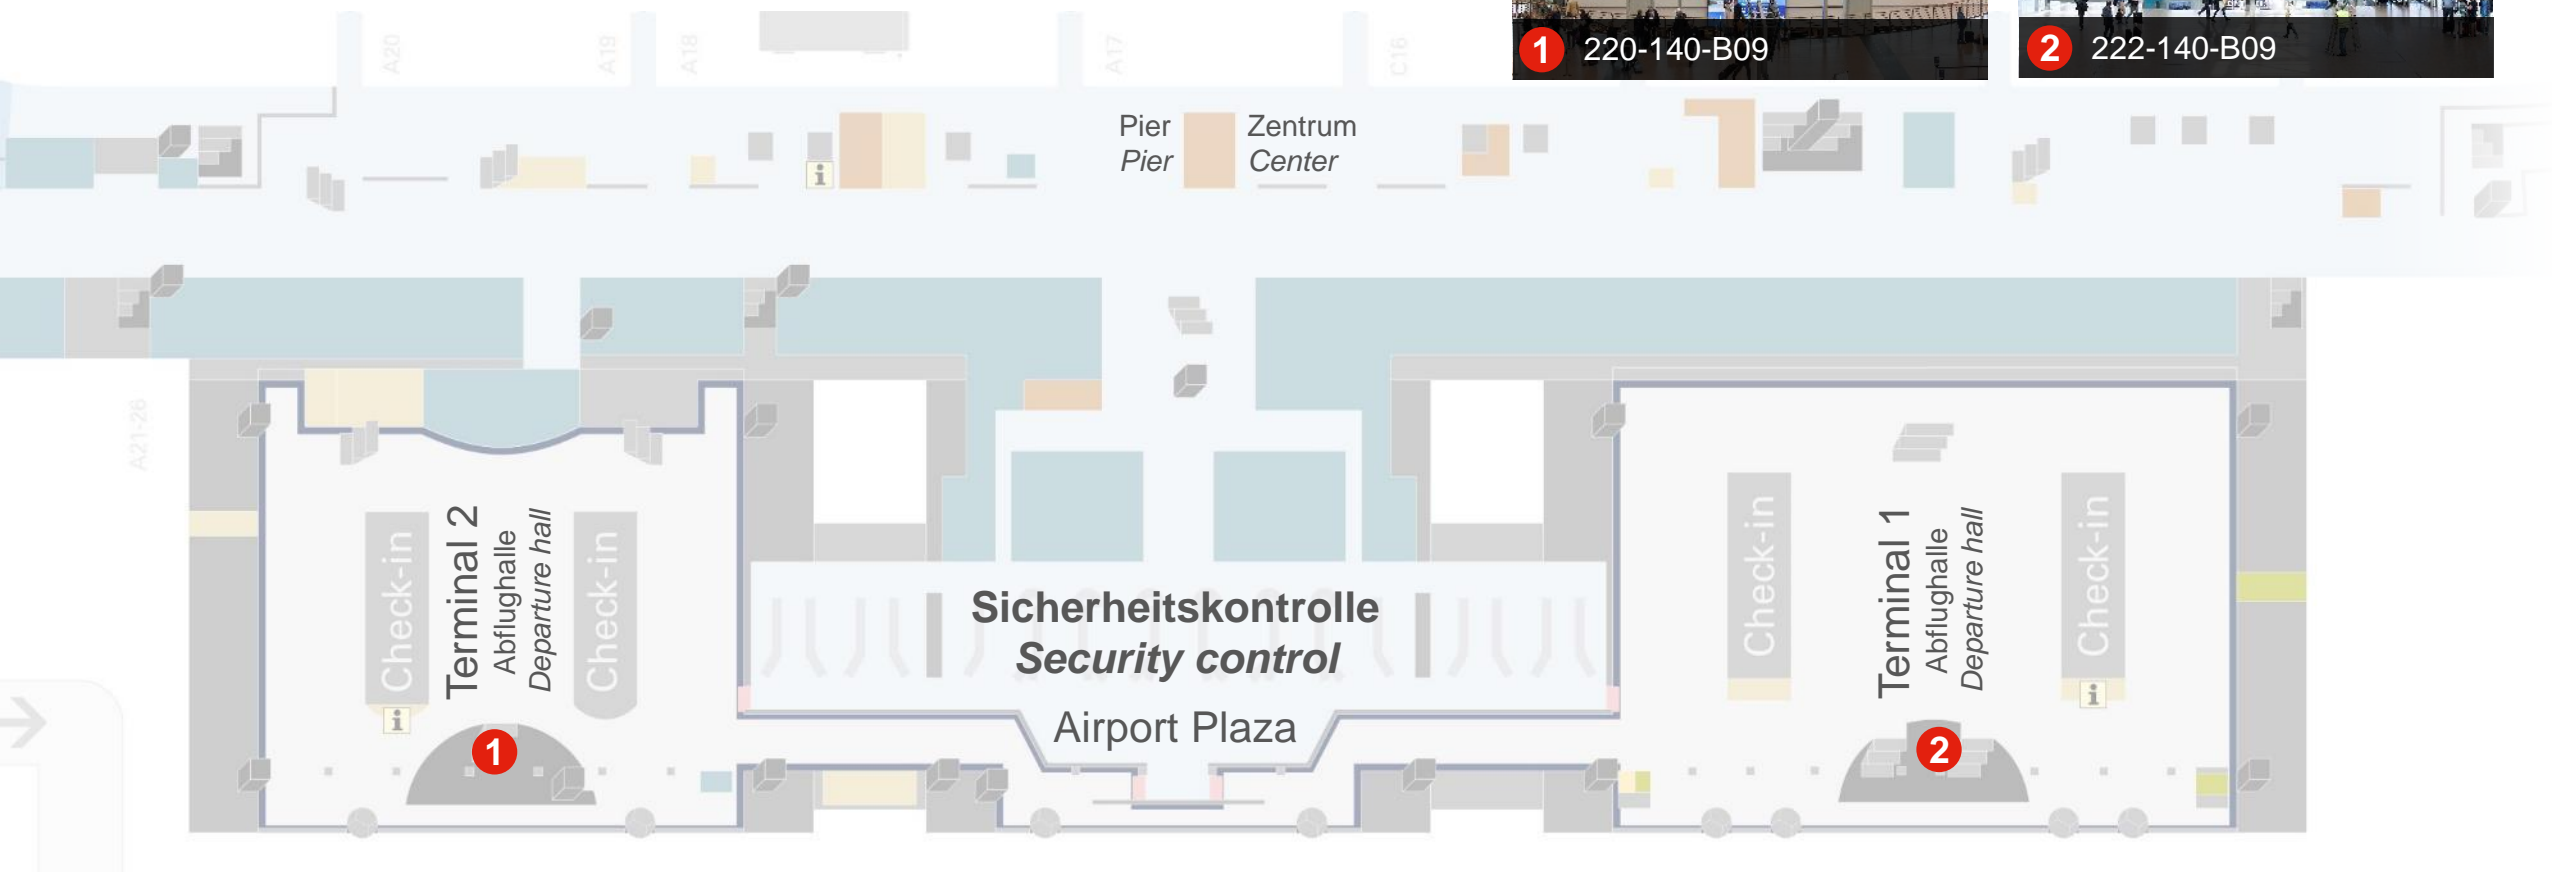 1 220-140-B09
2 222-140-B09
A20
A19
A18
A17
C16
Pier
Pier
Zentrum
Center
i
A21-26
Check-in
Terminal 2
Abflughalle
Departure hall
Check-in
i
1
Sicherheitskontrolle
Security control
Airport Plaza
Check-in
Terminal 1
Abflughalle
Departure hall
Check-in
i
2